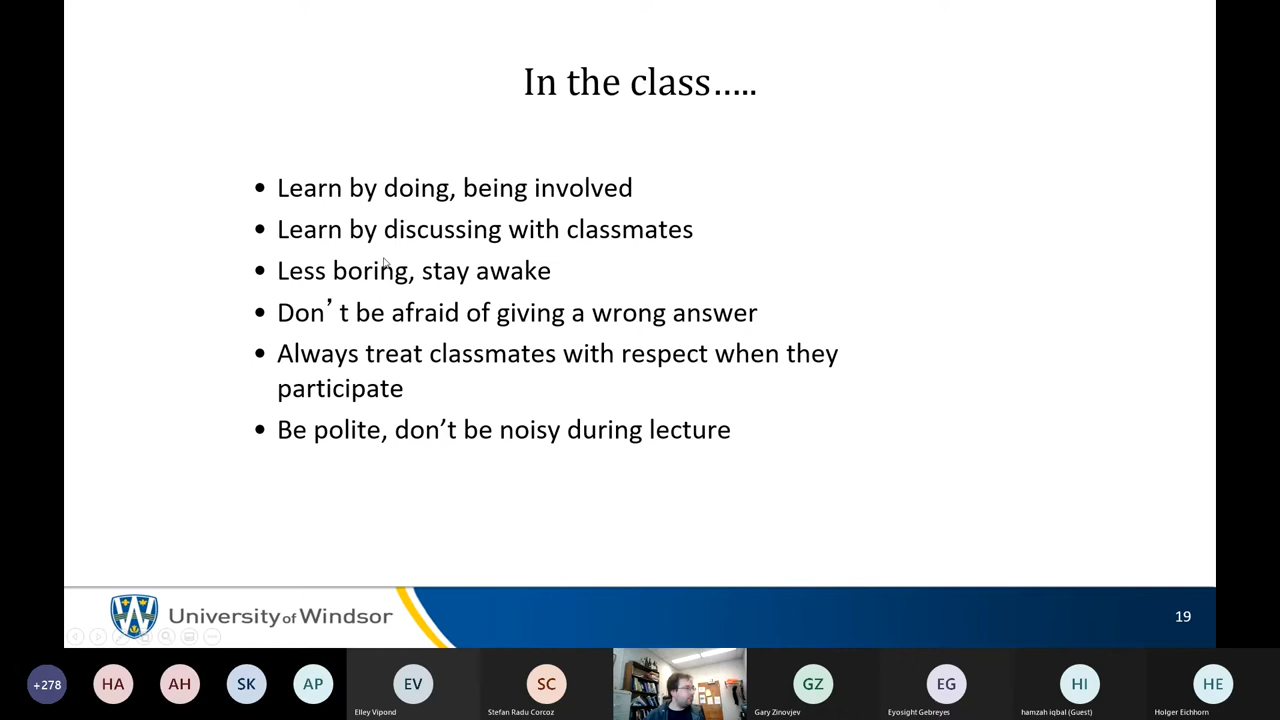 In the class.....
• Learn by doing, being involved
• Learn by discussing with classmates
• Less boring, stay awake
• Don’ t be afraid of giving a wrong answer
• Always treat classmates with respect when they
participate
• Be polite, don’t be noisy during lecture
University of Windsor
19
+278
HA
AH
SK
AP
EV
SC
GZ
EG
HI
HE
Elley Vipond
Stefan Radu Corcoz
Gary Zinovjev
Eyosight Gebreyes
hamzah iqbal (Guest)
Holger Eichhorn